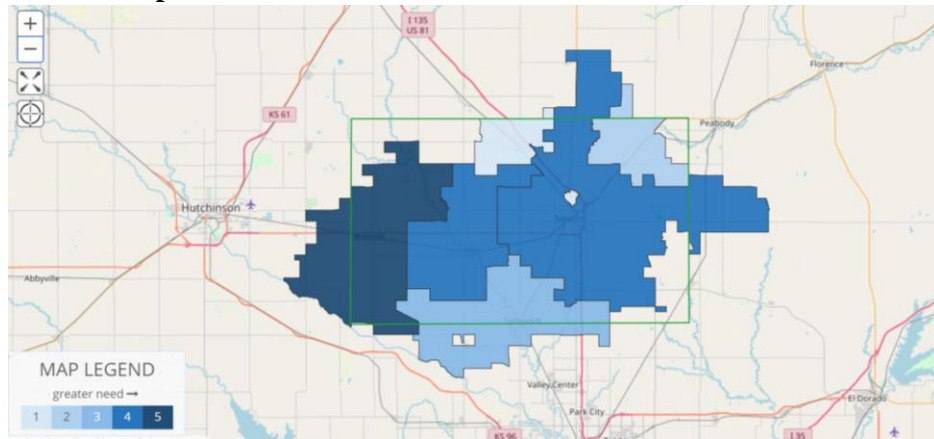 +
−
I 135
US 81
Florence
KS 61
Peabody
Hutchinson
Abbyville
MAP LEGEND
greater need →
1 2 3 4 5
Valley Center
Park City
El Dorado
KS 96
I 35